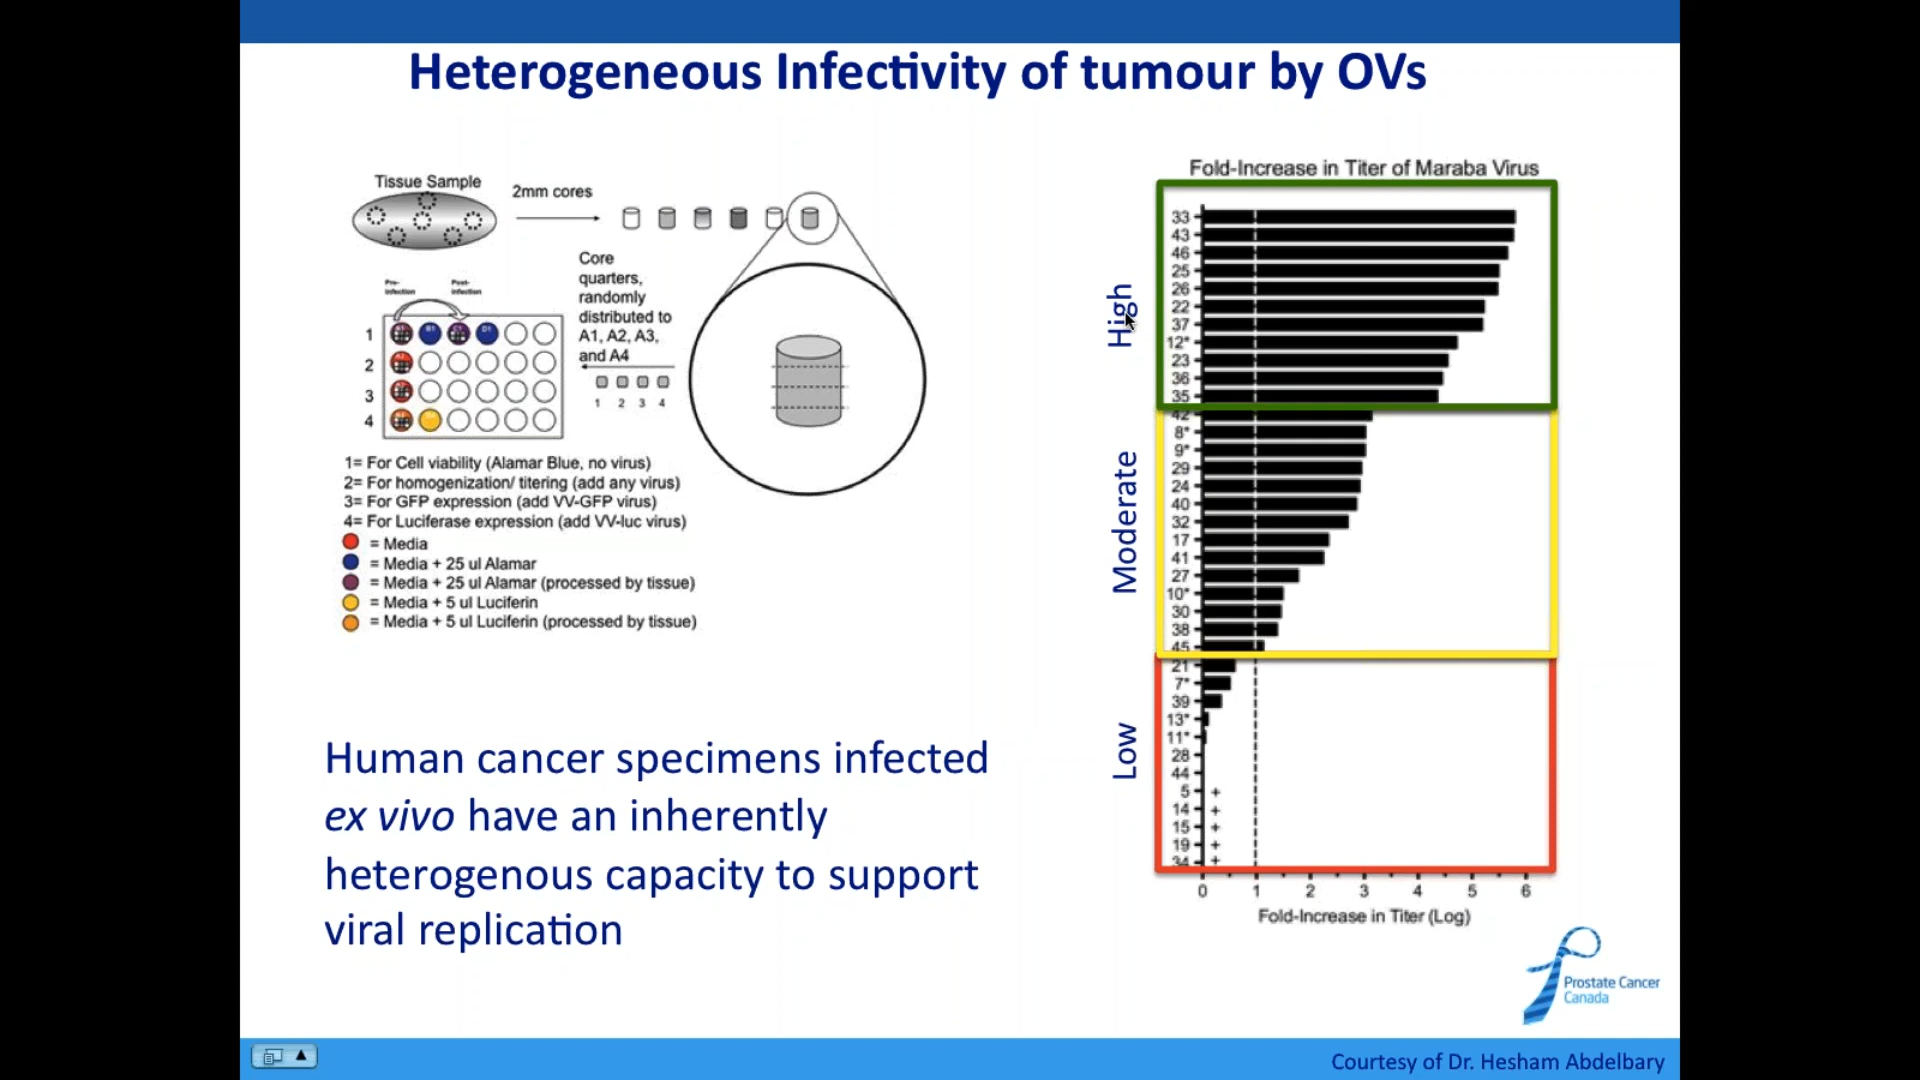 Heterogeneous Infectivity of tumour by OVs
Tissue Sample
2mm cores
Core
quarters,
randomly
distributed to
A1, A2, A3,
and A4
1 2 3 4
Pre-
infection
Post-
infection
1
2
3
4
1= For Cell viability (Alamar Blue, no virus)
2= For homogenization/ titering (add any virus)
3= For GFP expression (add VV-GFP virus)
4= For Luciferase expression (add VV-luc virus)
= Media
= Media + 25 ul Alamar
= Media + 25 ul Alamar (processed by tissue)
= Media + 5 ul Luciferin
= Media + 5 ul Luciferin (processed by tissue)
Human cancer specimens infected
ex vivo have an inherently
heterogenous capacity to support
viral replication
Fold-Increase in Titer of Maraba Virus
High
33
43
46
25
26
22
37
12*
23
36
35
Moderate
42
8*
9*
29
24
40
32
17
41
27
10*
30
38
45
Low
21
7*
39
13*
11*
28
44
5 +
14 +
15 +
19 +
34 +
0 1 2 3 4 5 6
Fold-Increase in Titer (Log)
Prostate Cancer
Canada
Courtesy of Dr. Hesham Abdelbary